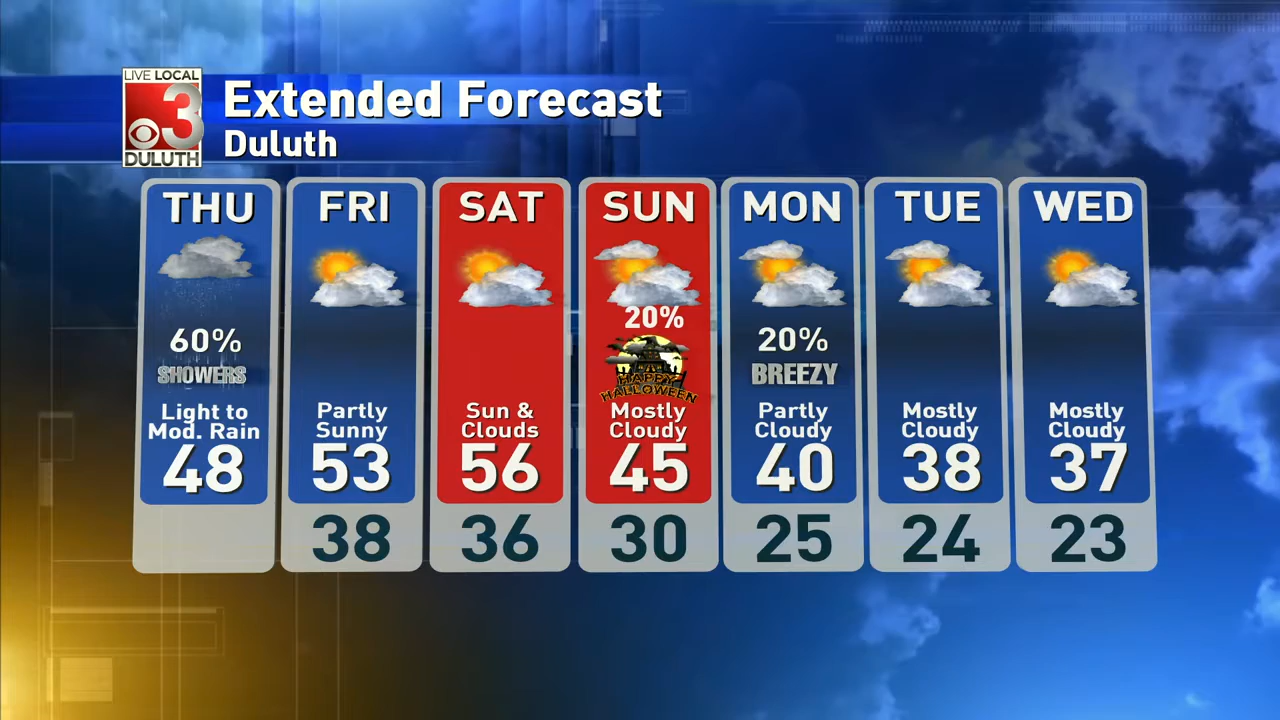 LIVE LOCAL
3
DULUTH
Extended Forecast
Duluth
THU
60%
SHOWERS
Light to
Mod. Rain
48
FRI
Partly
Sunny
53
38
SAT
Sun &
Clouds
56
36
SUN
20%
HAPPY
HALLOWEEN
Mostly
Cloudy
45
30
MON
20%
BREEZY
Partly
Cloudy
40
25
TUE
Mostly
Cloudy
38
24
WED
Mostly
Cloudy
37
23